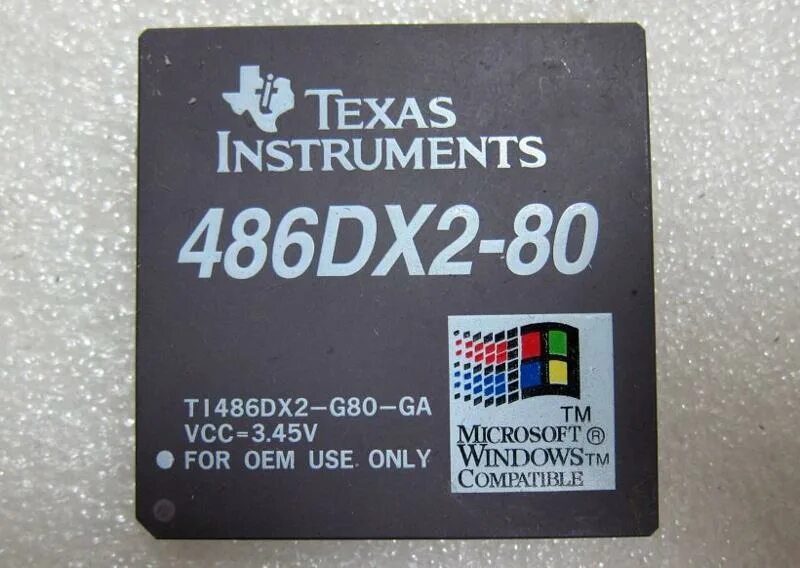 TEXAS
INSTRUMENTS
486DX2-80
TI486DX2-G80-GA
VCC=3.45V
FOR OEM USE ONLY
TM
MICROSOFT ®
WINDOWS™
COMPATIBLE